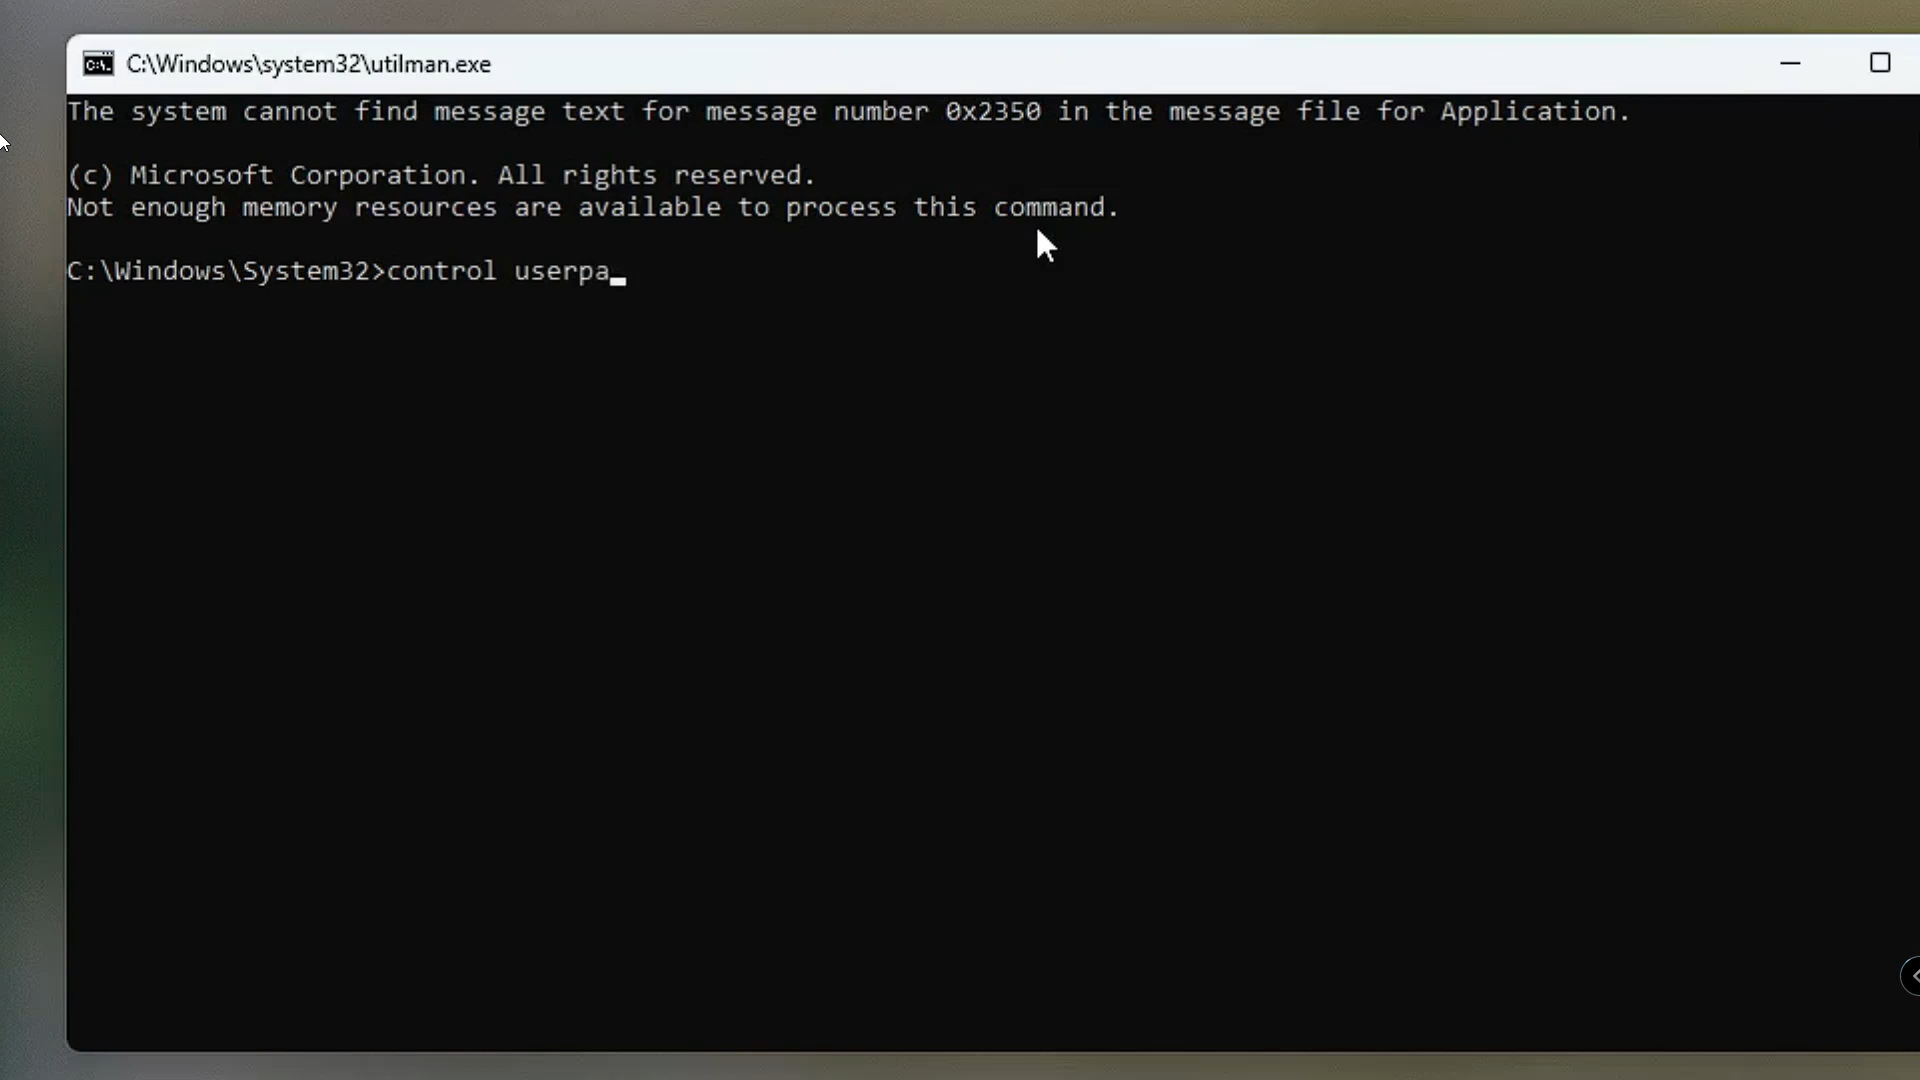 C:\Windows\system32\utilman.exe
The system cannot find message text for message number 0x2350 in the message file for Application.
(c) Microsoft Corporation. All rights reserved.
Not enough memory resources are available to process this command.
C:\Windows\System32>control userpa